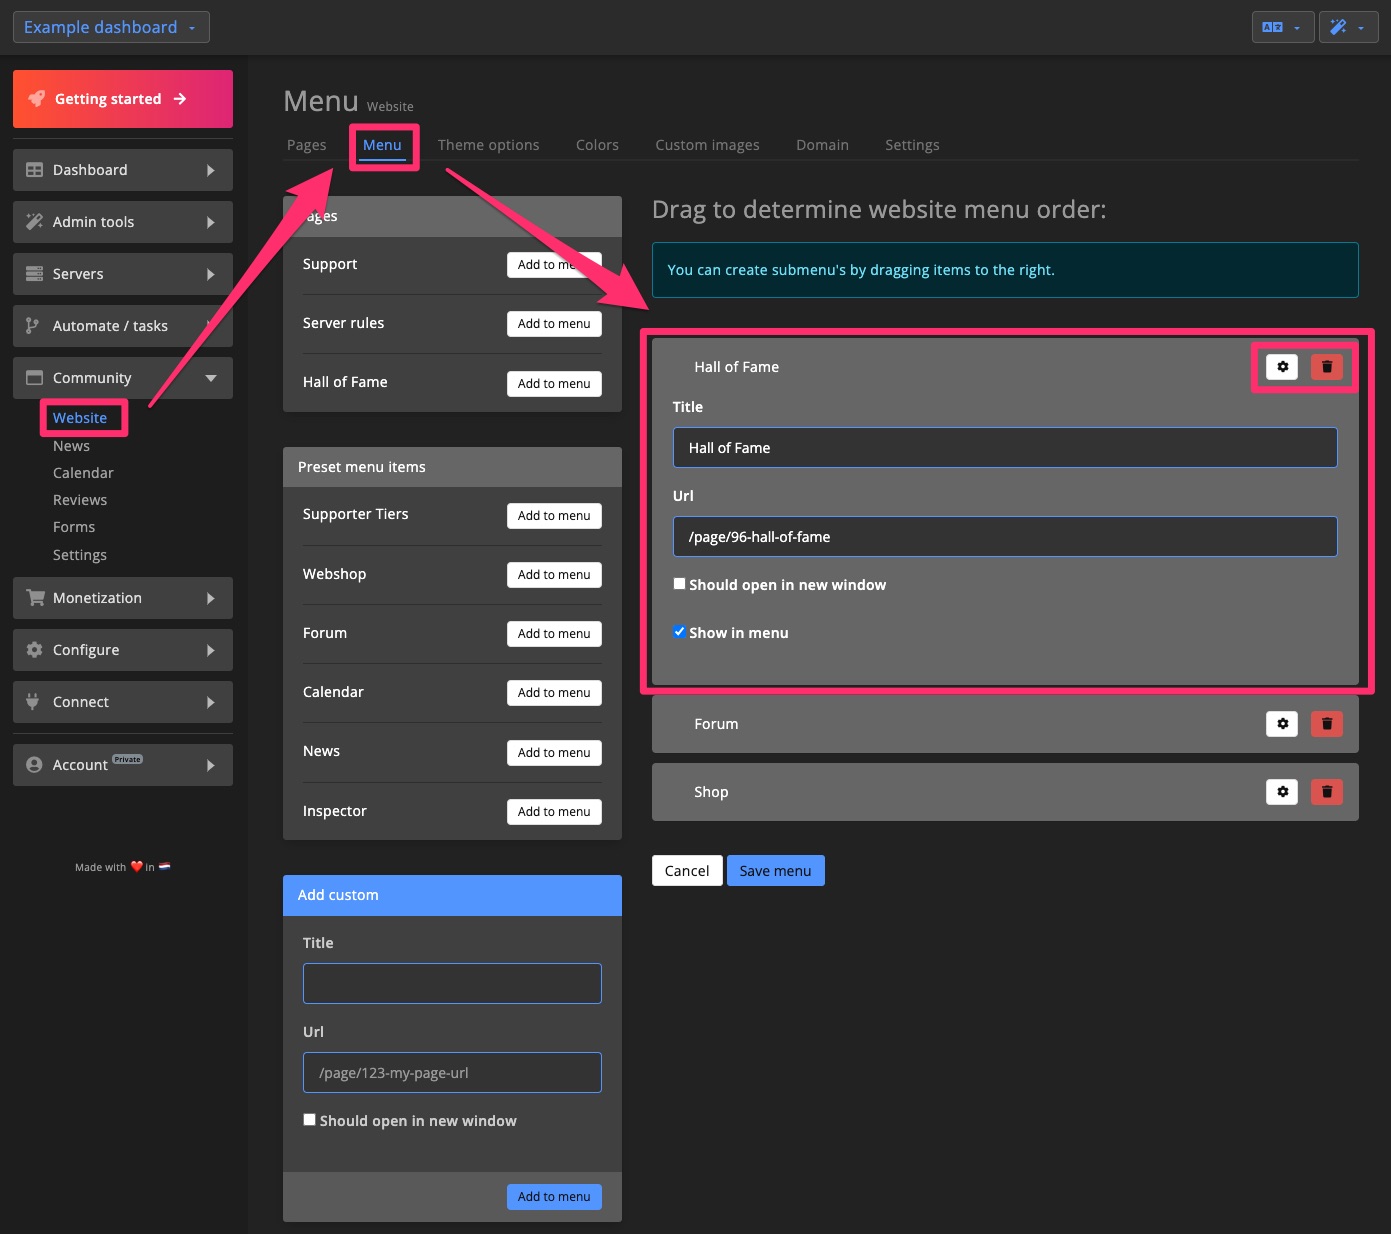 Example dashboard
Getting started
Dashboard
Admin tools
Servers
Automate / tasks
Community
Website
News
Calendar
Reviews
Forms
Settings
Monetization
Configure
Connect
Account Private
Made with ❤️ in 🇳🇱
Menu Website
Pages Menu Theme options Colors Custom images Domain Settings
ages
Support Add to me
Server rules Add to menu
Hall of Fame Add to menu
Preset menu items
Supporter Tiers Add to menu
Webshop Add to menu
Forum Add to menu
Calendar Add to menu
News Add to menu
Inspector Add to menu
Add custom
Title
Url
/page/123-my-page-url
Should open in new window
Add to menu
Drag to determine website menu order:
You can create submenu's by dragging items to the right.
Hall of Fame
Title
Hall of Fame
Url
/page/96-hall-of-fame
Should open in new window
Show in menu
Forum
Shop
Cancel Save menu